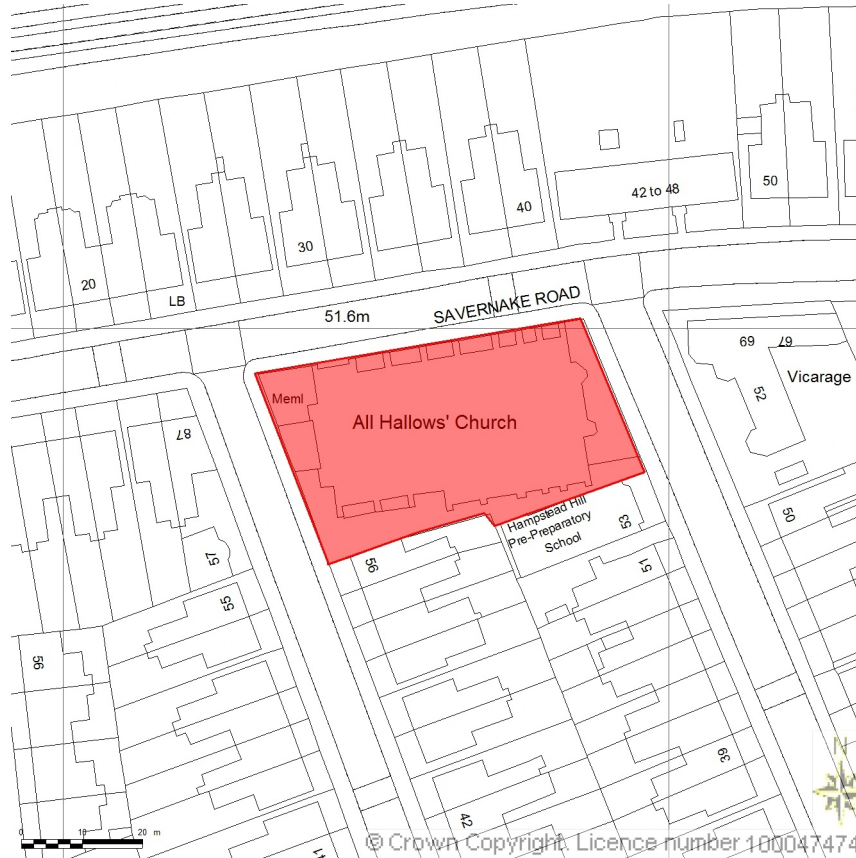 42 to 48
50
40
30
20
LB
SAVERNAKE ROAD
51.6m
69
67
Vicarage
52
Meml
All Hallows' Church
87
Hampstead Hill
Pre-Preparatory
School
53
50
57
56
51
55
56
39
42
41
N
0 10 20 m
© Crown Copyright. Licence number 100047474